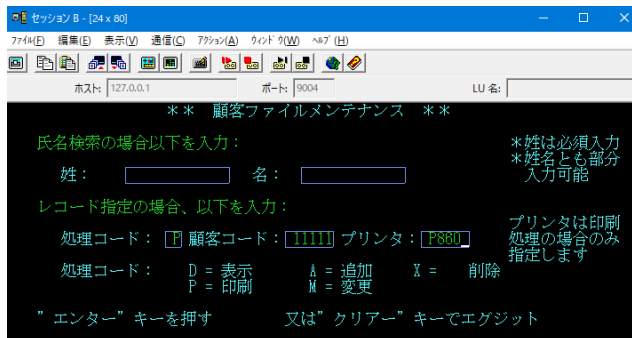 セッション B - [24 x 80]
ファイル(F) 編集(E) 表示(V) 通信(C) アクション(A) ウィンドウ(W) ヘルプ(H)
ホスト: 127.0.0.1 ポート: 9004 LU 名:
** 顧客ファイルメンテナンス **
氏名検索の場合以下を入力: *姓は必須入力
*姓名とも部分
姓: 名: 入力可能
レコード指定の場合、以下を入力:
プリンタは印刷
処理コード: P 顧客コード: 11111 プリンタ: P860_ 処理の場合のみ
指定します
処理コード: D = 表示 A = 追加 X = 削除
P = 印刷 M = 変更
”エンター”キーを押す 又は”クリアー”キーでエグジット